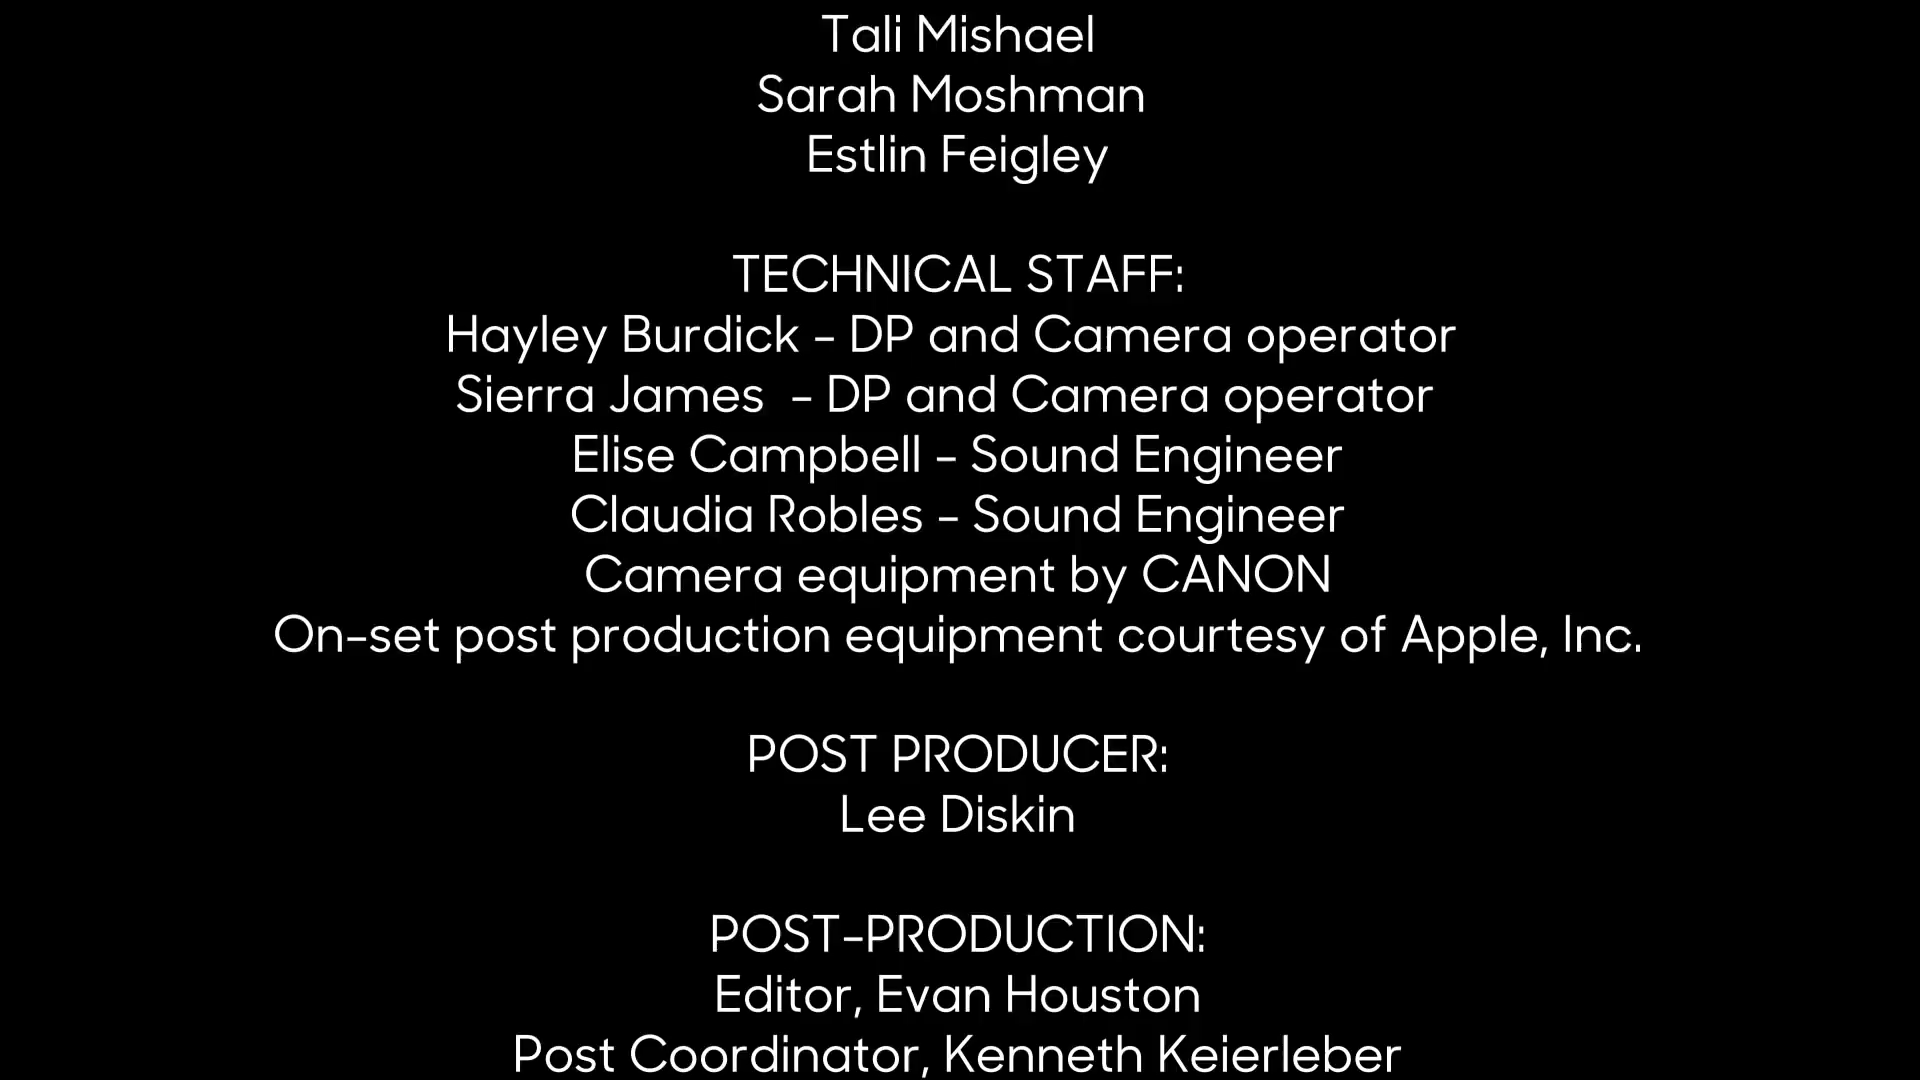 Tali Mishael
Sarah Moshman
Estlin Feigley
TECHNICAL STAFF:
Hayley Burdick - DP and Camera operator
Sierra James  - DP and Camera operator
Elise Campbell - Sound Engineer
Claudia Robles - Sound Engineer
Camera equipment by CANON
On-set post production equipment courtesy of Apple, Inc.
POST PRODUCER:
Lee Diskin
POST-PRODUCTION:
Editor, Evan Houston
Post Coordinator, Kenneth Keierleber